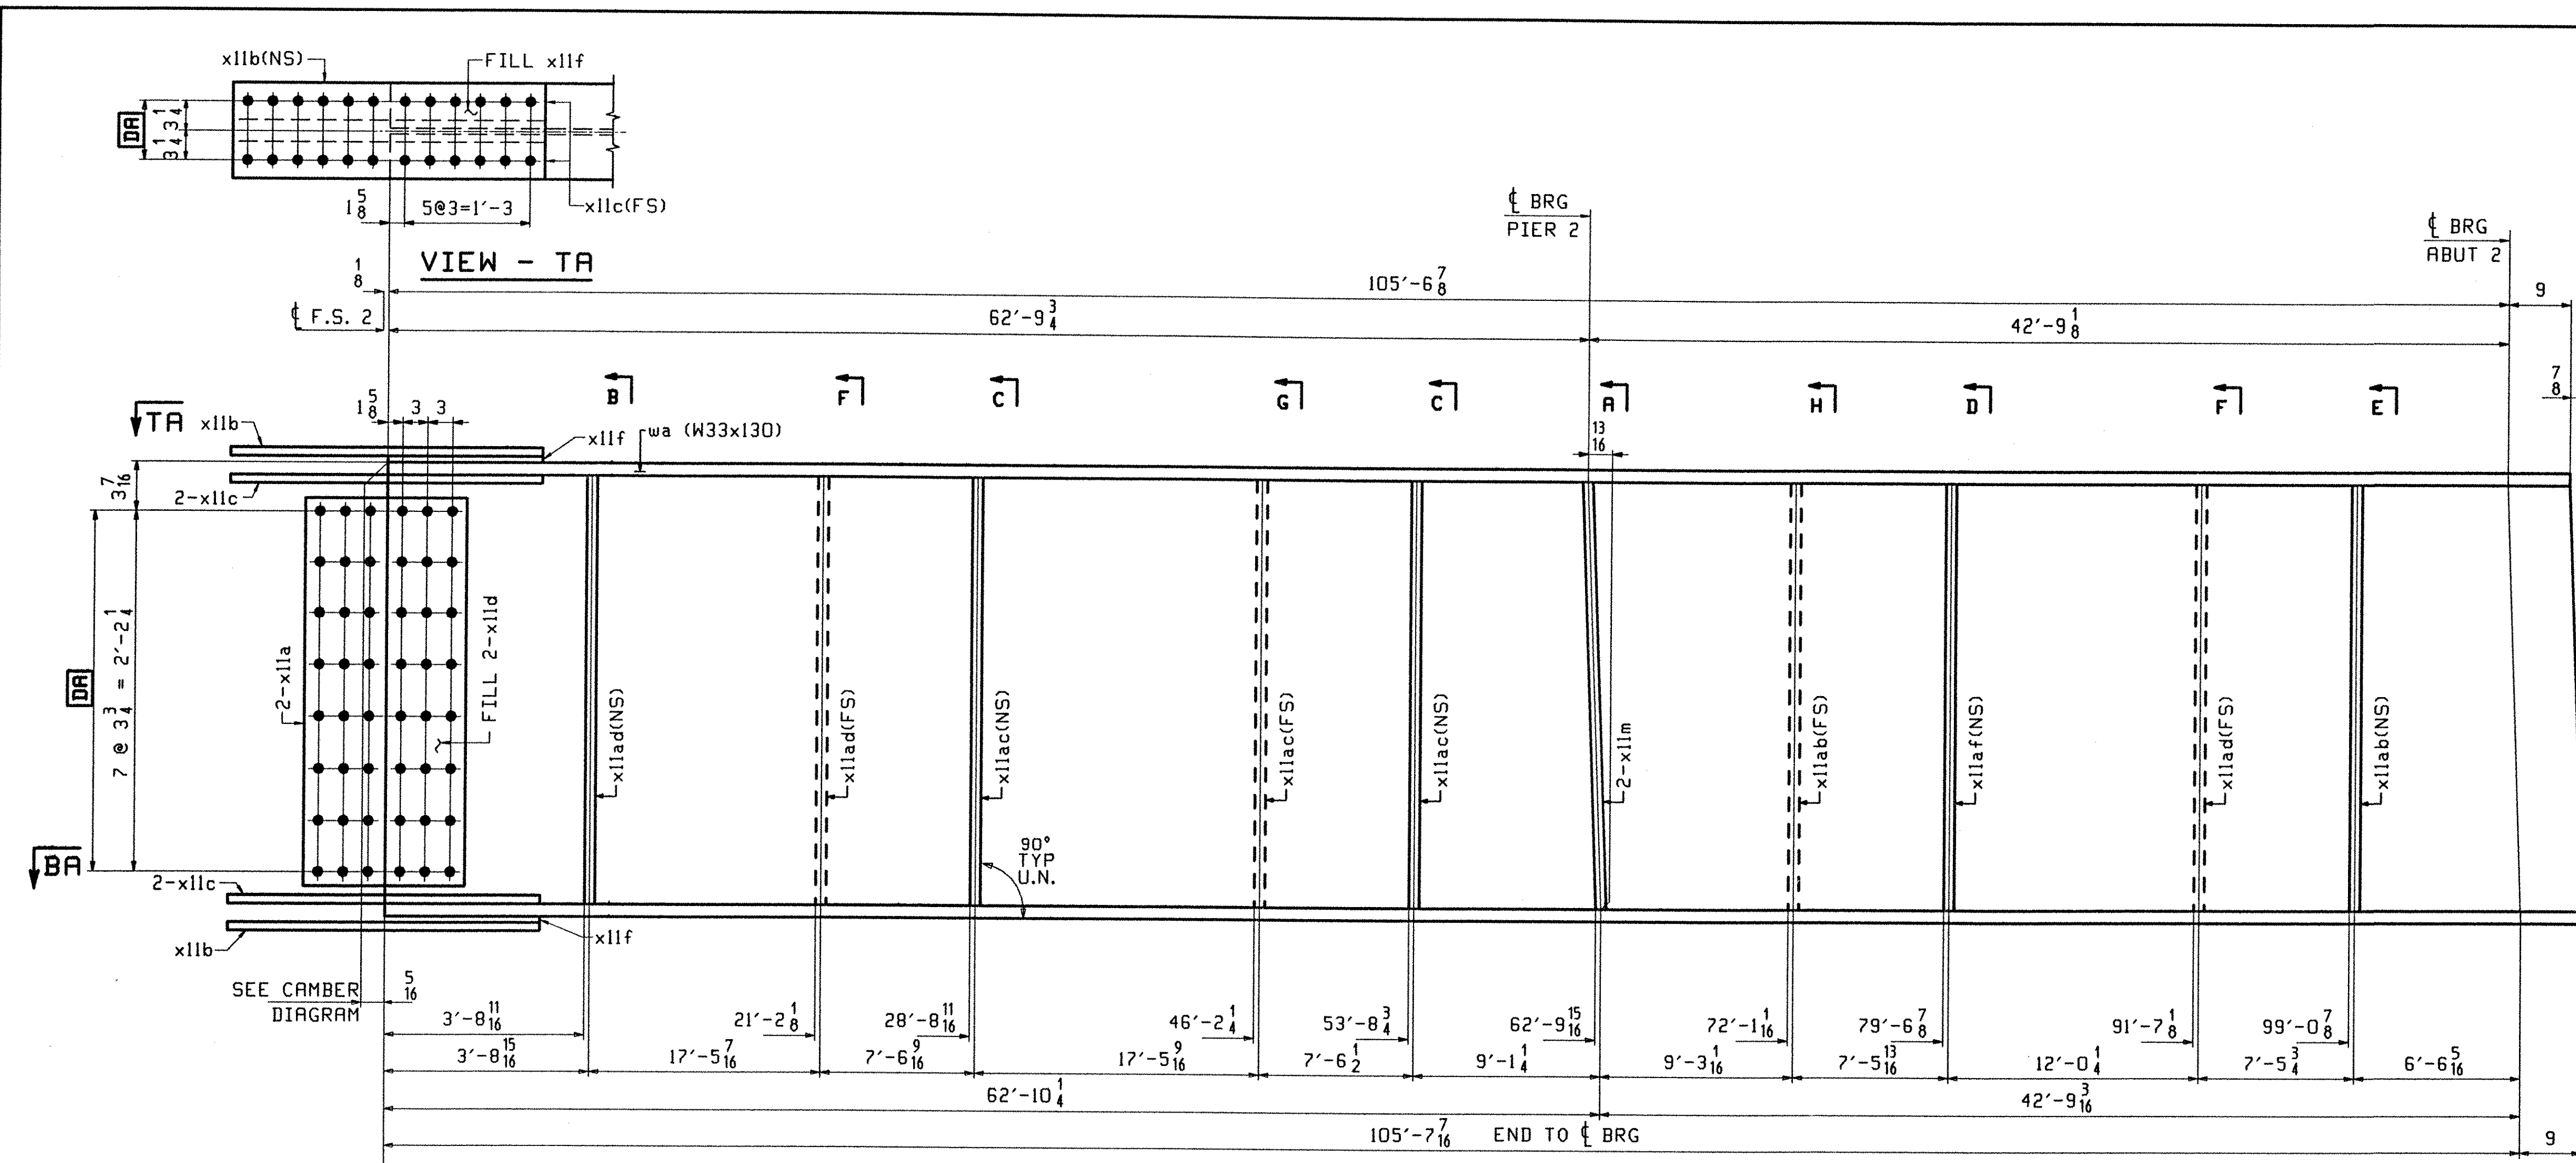 x11b(NS)
FILL x11f
DA
3 1/4
3 1/4
1 5/8
5@3=1'-3
x11c(FS)
VIEW - TA
℄ BRG
PIER 2
℄ BRG
ABUT 2
1/8
105'-6 7/8
9
℄ F.S. 2
62'-9 3/4
42'-9 1/8
7/8
B
F
C
G
C
A
H
D
F
E
TA
x11b
1 5/8
3
3
x11f
wa (W33x130)
13/16
3 7/16
2-x11c
DA
7 @ 3 3/4 = 2'-2 1/4
2-x11a
FILL 2-x11d
x11ad(NS)
x11ad(FS)
x11ac(NS)
x11ac(FS)
x11ac(NS)
2-x11m
x11ab(FS)
x11af(NS)
x11ad(FS)
x11ab(NS)
90°
TYP
U.N.
BA
2-x11c
x11b
x11f
SEE CAMBER
DIAGRAM
5/16
3'-8 11/16
21'-2 1/8
28'-8 11/16
46'-2 1/4
53'-8 3/4
62'-9 15/16
72'-1 1/16
79'-6 7/8
91'-7 1/8
99'-0 7/8
3'-8 15/16
17'-5 7/16
7'-6 9/16
17'-5 9/16
7'-6 1/2
9'-1 1/4
9'-3 1/16
7'-5 13/16
12'-0 1/4
7'-5 3/4
6'-6 5/16
62'-10 1/4
42'-9 3/16
105'-7 7/16 END TO ℄ BRG
9